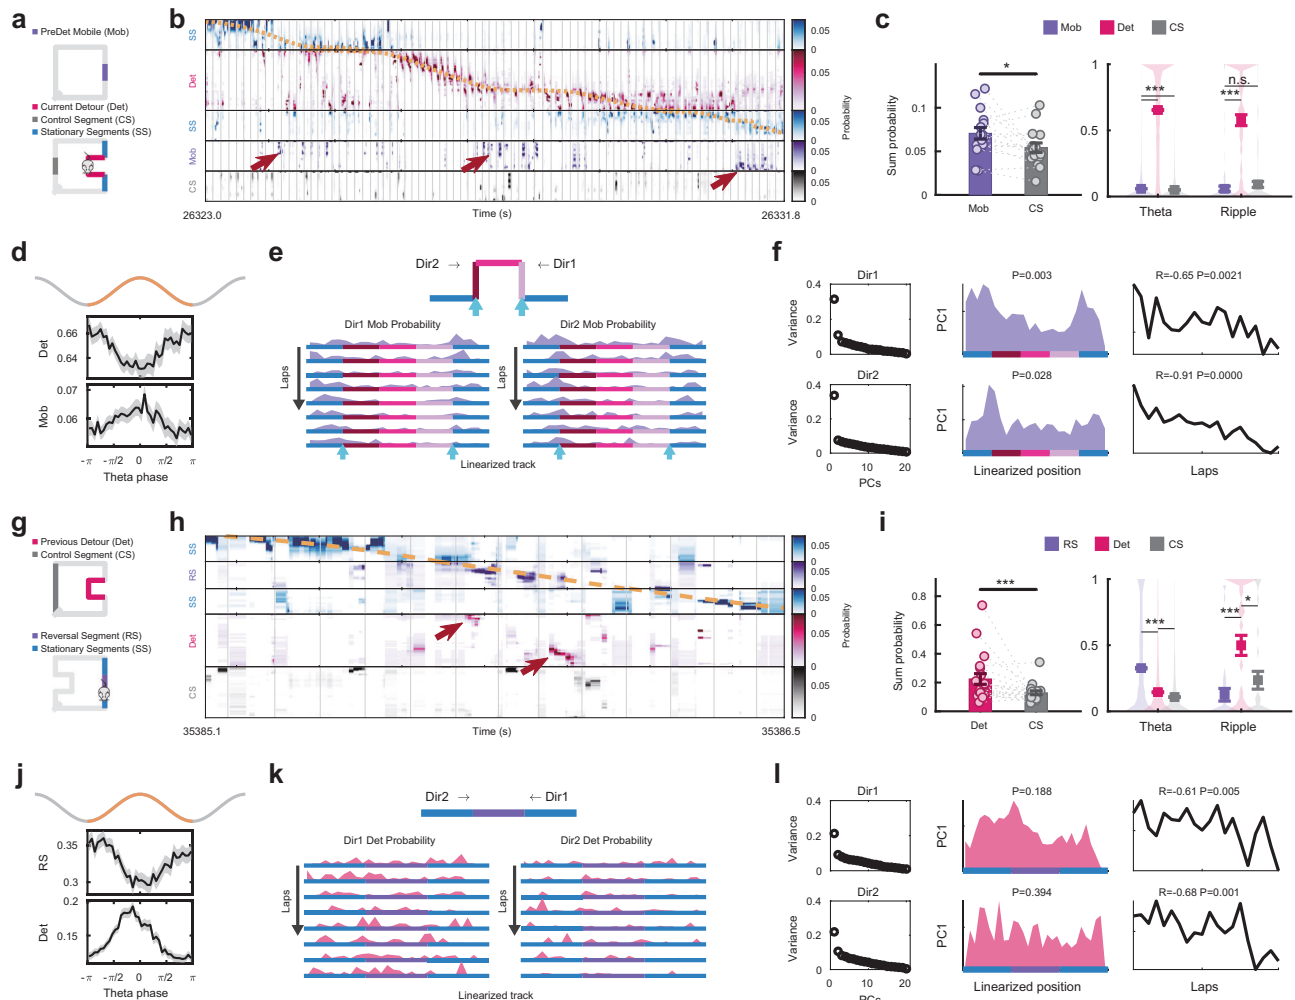 a
PreDet Mobile (Mob)
Current Detour (Det)
Control Segment (CS)
Stationary Segments (SS)
b
SS
Det
SS
Mob
CS
0.05
0
0.05
0
0.05
0
0.05
0
0.05
0
Probability
26323.0
Time (s)
26331.8
c
Mob
Det
CS
Sum probability
0.1
0.05
0
*
Mob
CS
1
0.5
0
***
n.s.
***
Theta
Ripple
d
Det
0.66
0.64
Mob
0.07
0.06
-π
-π/2
0
π/2
π
Theta phase
e
Dir2 →
← Dir1
Dir1 Mob Probability
Dir2 Mob Probability
Laps
Laps
Linearized track
f
Dir1
Variance
0.4
0.2
0
P=0.003
PC1
R=-0.65 P=0.0021
Dir2
Variance
0.4
0.2
0
0
10
20
PCs
P=0.028
PC1
Linearized position
R=-0.91 P=0.0000
Laps
g
Previous Detour (Det)
Control Segment (CS)
Reversal Segment (RS)
Stationary Segments (SS)
h
SS
RS
SS
Det
CS
0.05
0
0.05
0
0.05
0
0.05
0
0.05
0
Probability
35385.1
Time (s)
35386.5
i
RS
Det
CS
Sum probability
0.8
0.6
0.4
0.2
0
***
Det
CS
1
0.5
0
***
***
*
Theta
Ripple
j
RS
0.35
0.3
Det
0.2
0.15
-π
-π/2
0
π/2
π
Theta phase
k
Dir2 →
← Dir1
Dir1 Det Probability
Dir2 Det Probability
Laps
Laps
Linearized track
l
Dir1
Variance
0.4
0.2
0
P=0.188
PC1
R=-0.61 P=0.005
Dir2
Variance
0.4
0.2
0
0
10
20
PCs
P=0.394
PC1
Linearized position
R=-0.68 P=0.001
Laps